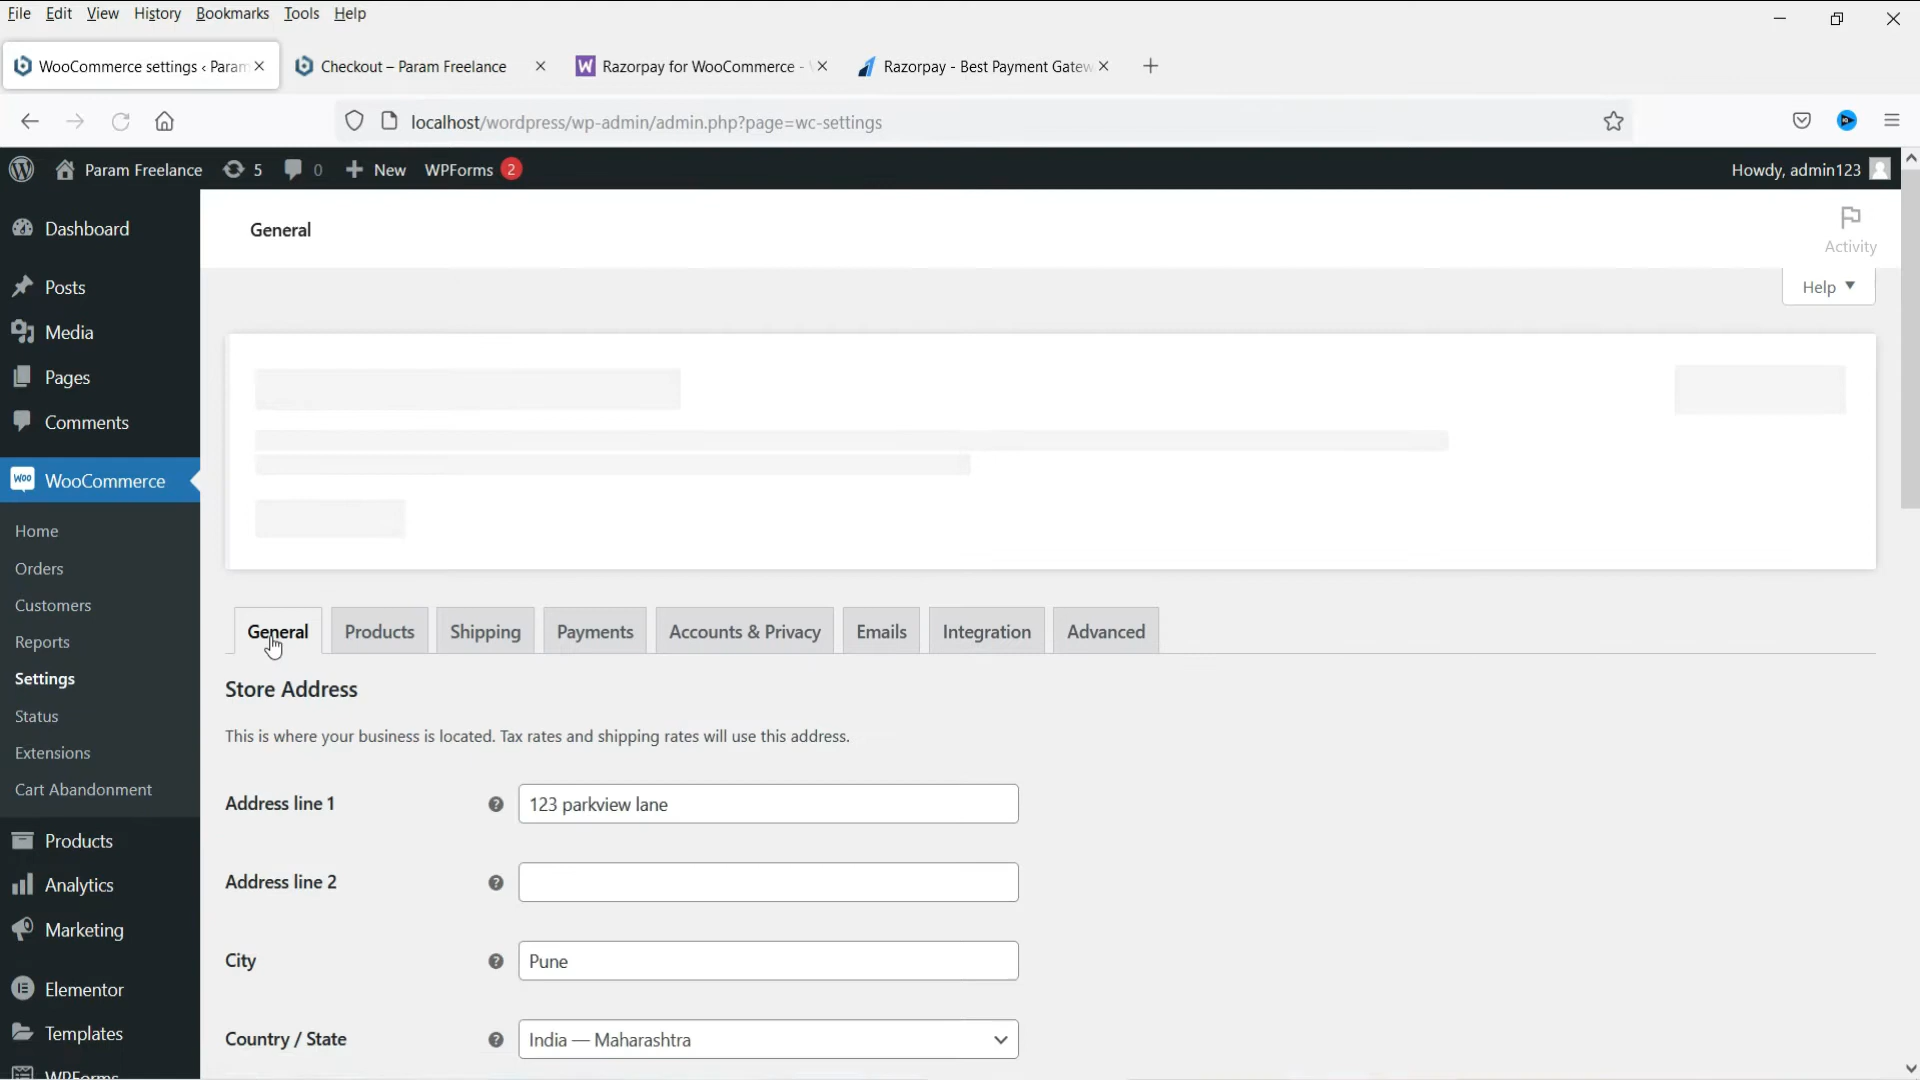 File Edit View History Bookmarks Tools Help
WooCommerce settings ‹ Param
Checkout – Param Freelance
Razorpay for WooCommerce -
Razorpay - Best Payment Gatew
localhost/wordpress/wp-admin/admin.php?page=wc-settings
Param Freelance 5 0 New WPForms 2
Howdy, admin123
Dashboard
Posts
Media
Pages
Comments
Woo WooCommerce
Home
Orders
Customers
Reports
Settings
Status
Extensions
Cart Abandonment
Products
Analytics
Marketing
Elementor
Templates
WPForms
General
Activity
Help
General Products Shipping Payments Accounts & Privacy Emails Integration Advanced
Store Address
This is where your business is located. Tax rates and shipping rates will use this address.
Address line 1 123 parkview lane
Address line 2
City Pune
Country / State India — Maharashtra